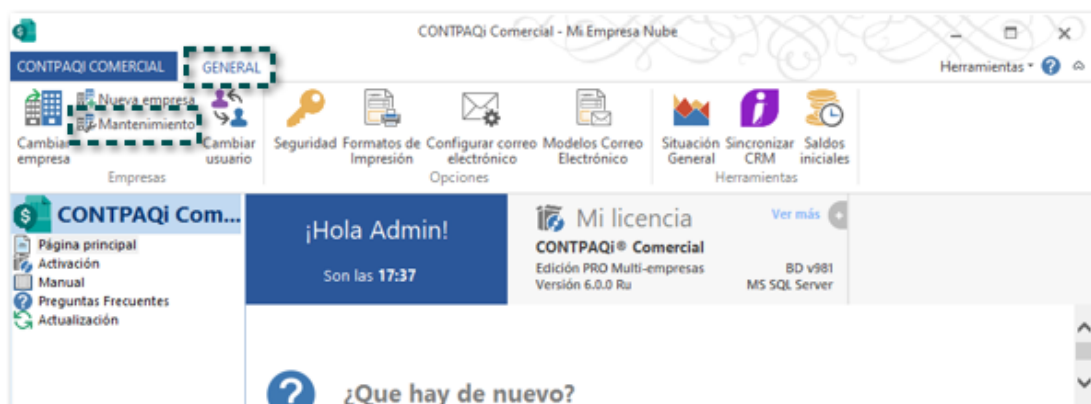 CONTPAQi Comercial - Mi Empresa Nube
CONTPAQI COMERCIAL GENERAL Herramientas
Nueva empresa
Mantenimiento
Cambiar empresa
Cambiar usuario
Empresas
Seguridad
Formatos de Impresión
Configurar correo electrónico
Modelos Correo Electrónico
Opciones
Situación General
Sincronizar CRM
Saldos iniciales
Herramientas
CONTPAQi Com...
Página principal
Activación
Manual
Preguntas Frecuentes
Actualización
¡Hola Admin!
Son las 17:37
Mi licencia Ver más
CONTPAQi® Comercial
Edición PRO Multi-empresas BD v981
Versión 6.0.0 Ru MS SQL Server
¿Que hay de nuevo?